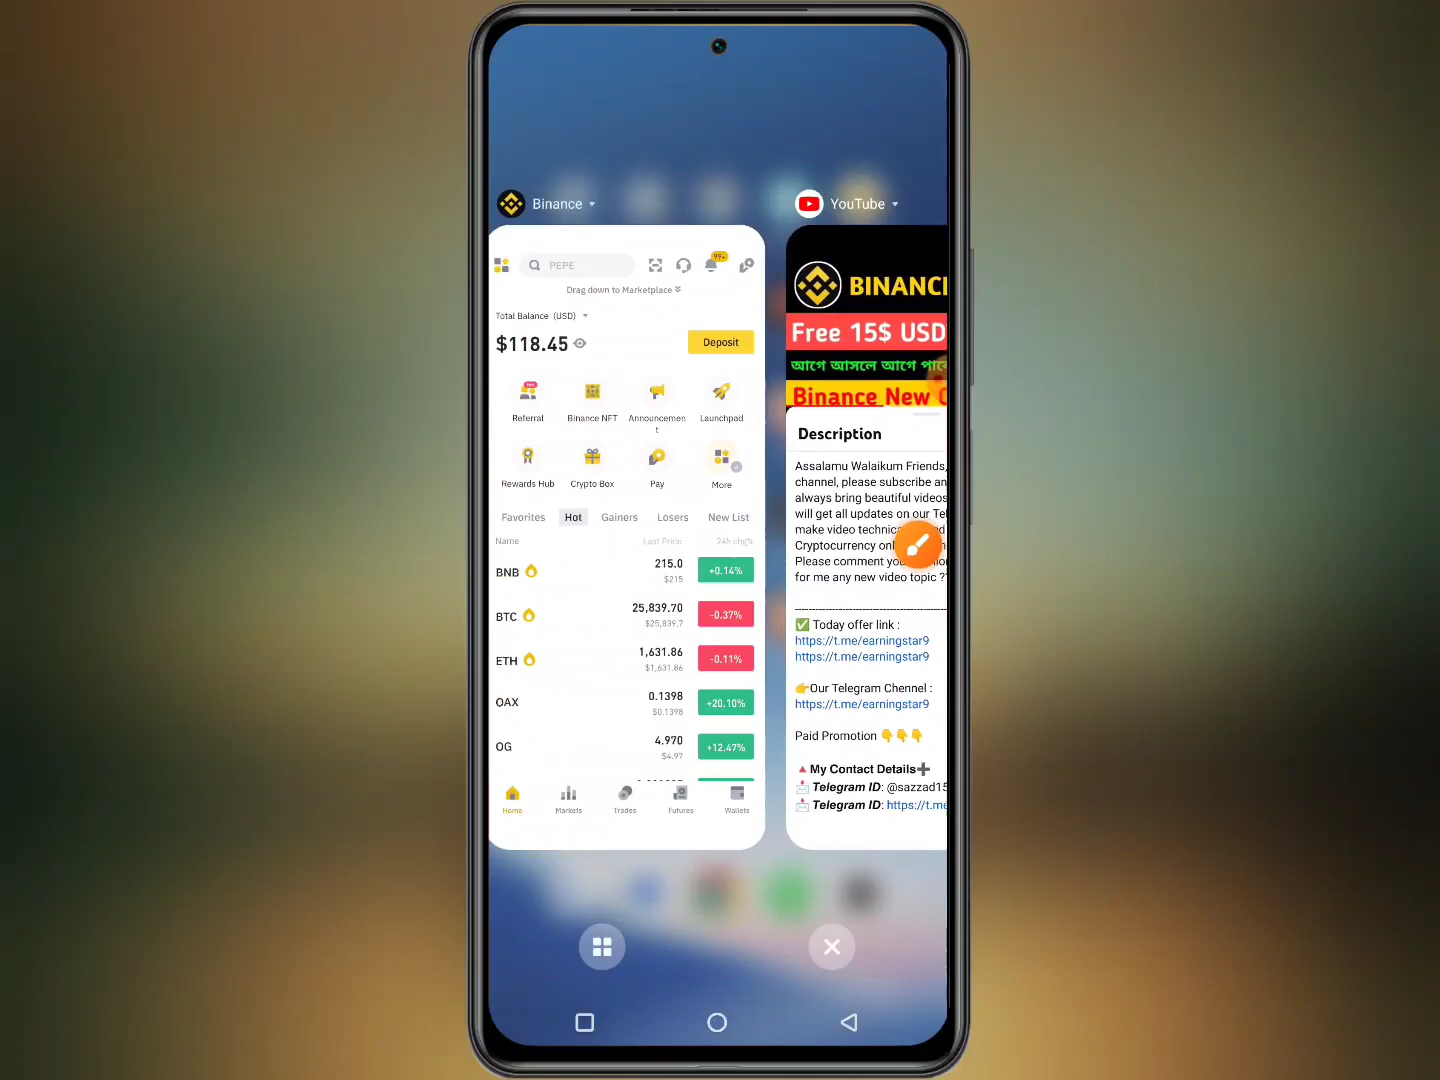 Binance
YouTube
PEPE
99+
Drag down to Marketplace
Total Balance (USD)
$118.45
Deposit
Referral
Binance NFT
Announcemen
t
Launchpad
Rewards Hub
Crypto Box
Pay
More
Favorites Hot Gainers Losers New List
Name Last Price 24h chg%
BNB 215.0 +0.14%
$215
BTC 25,839.70 -0.37%
$25,839.7
ETH 1,631.86 -0.11%
$1,631.86
OAX 0.1398 +20.10%
$0.1398
OG 4.970 +12.47%
$4.97
Home Markets Trades Futures Wallets
BINANC
Free 15$ USD
আগে আসলে আগে পাবে
Binance New
Description
Assalamu Walaikum Friends,
channel, please subscribe an
always bring beautiful videos
will get all updates on our Tel
make video technic
Cryptocurrency onl
Please comment you
for me any new video topic ?
✅ Today offer link :
https://t.me/earningstar9
https://t.me/earningstar9
👉Our Telegram Chennel :
https://t.me/earningstar9
Paid Promotion 👇👇👇
🔺My Contact Details➕
📩 Telegram ID: @sazzad15
📩 Telegram ID: https://t.me